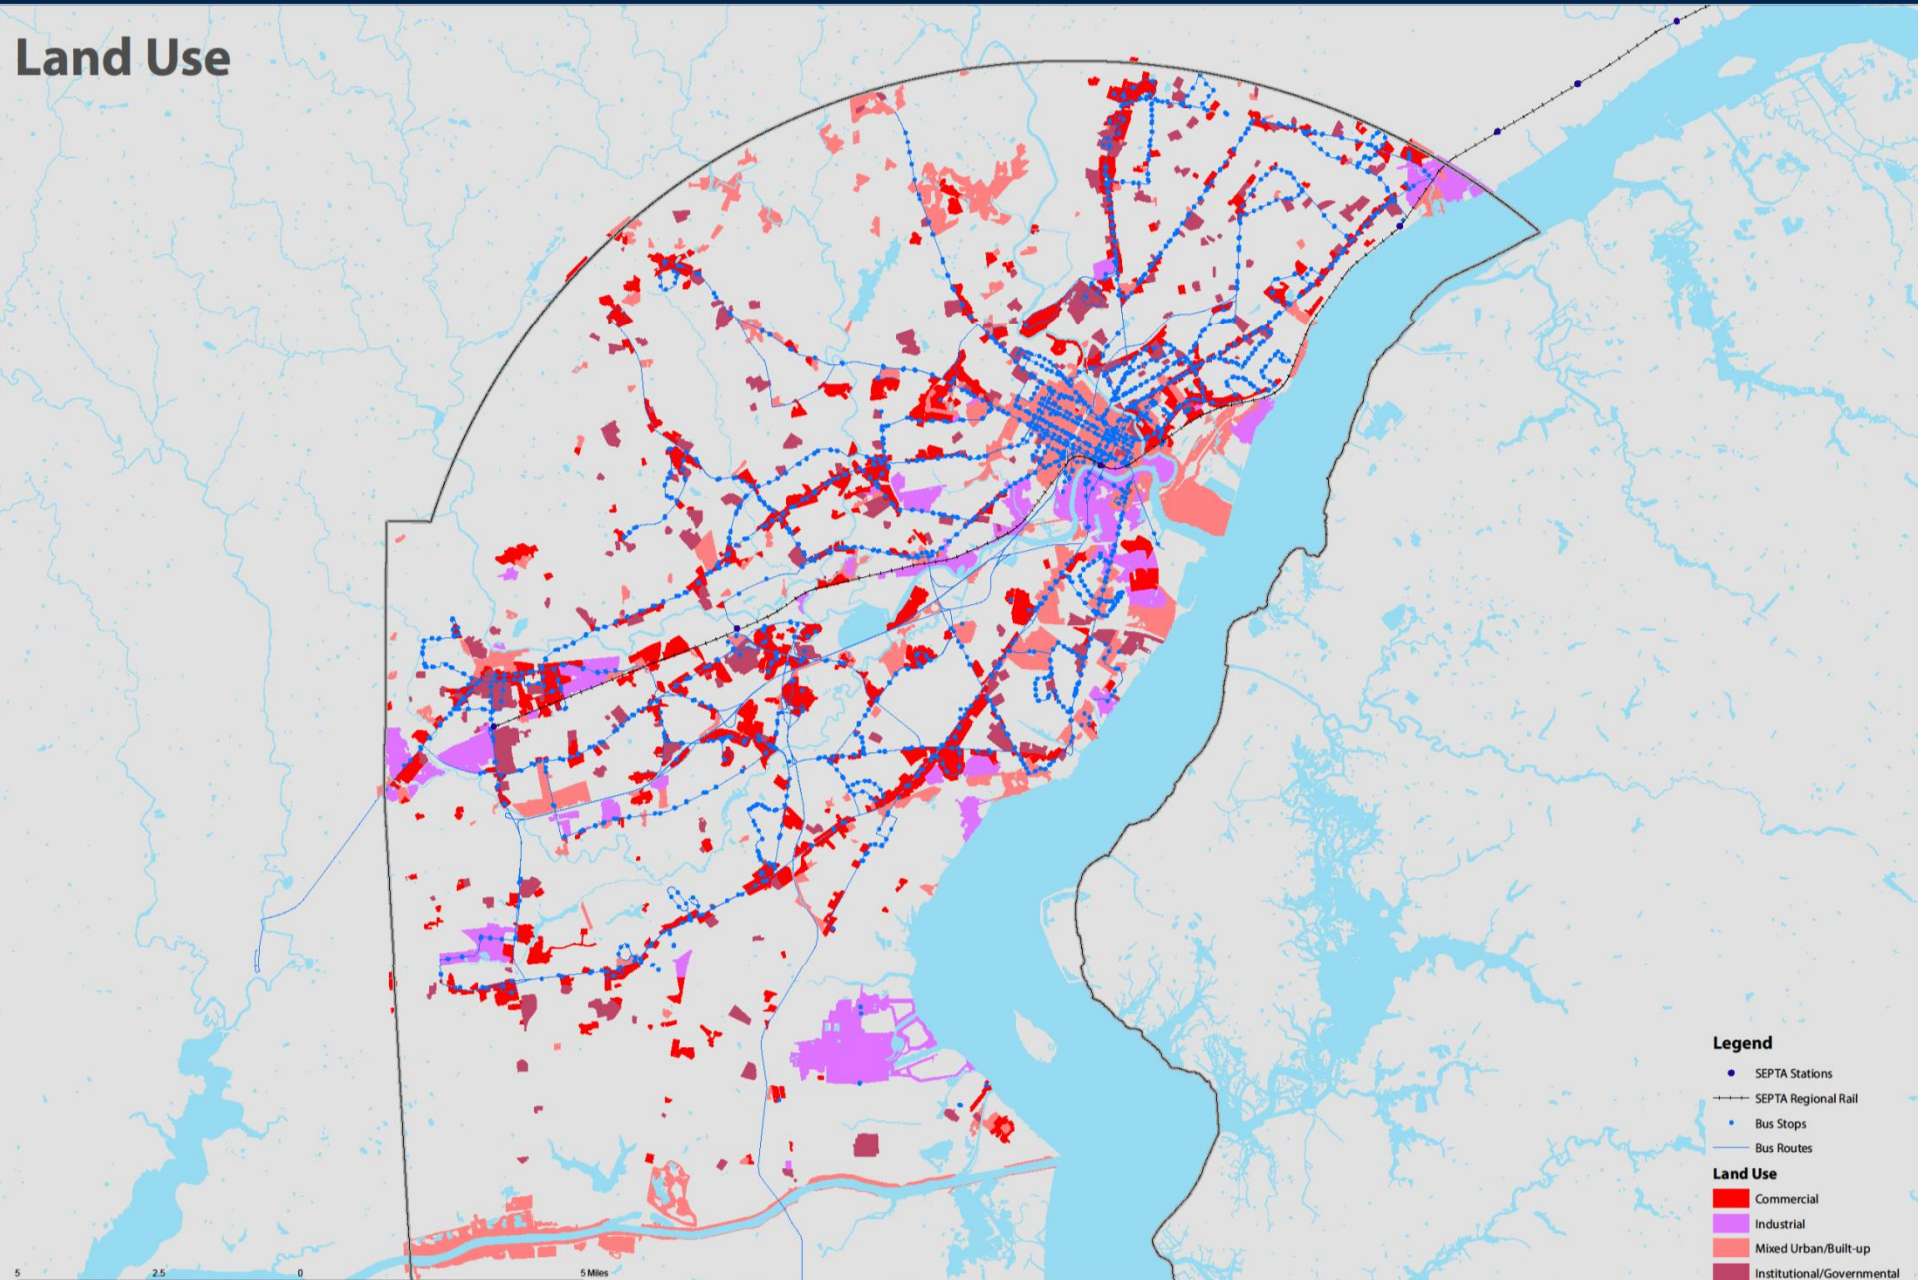 Land Use
Legend
SEPTA Stations
SEPTA Regional Rail
Bus Stops
Bus Routes
Land Use
Commercial
Industrial
Mixed Urban/Built-up
Institutional/Governmental
5 2.5 0 5 Miles